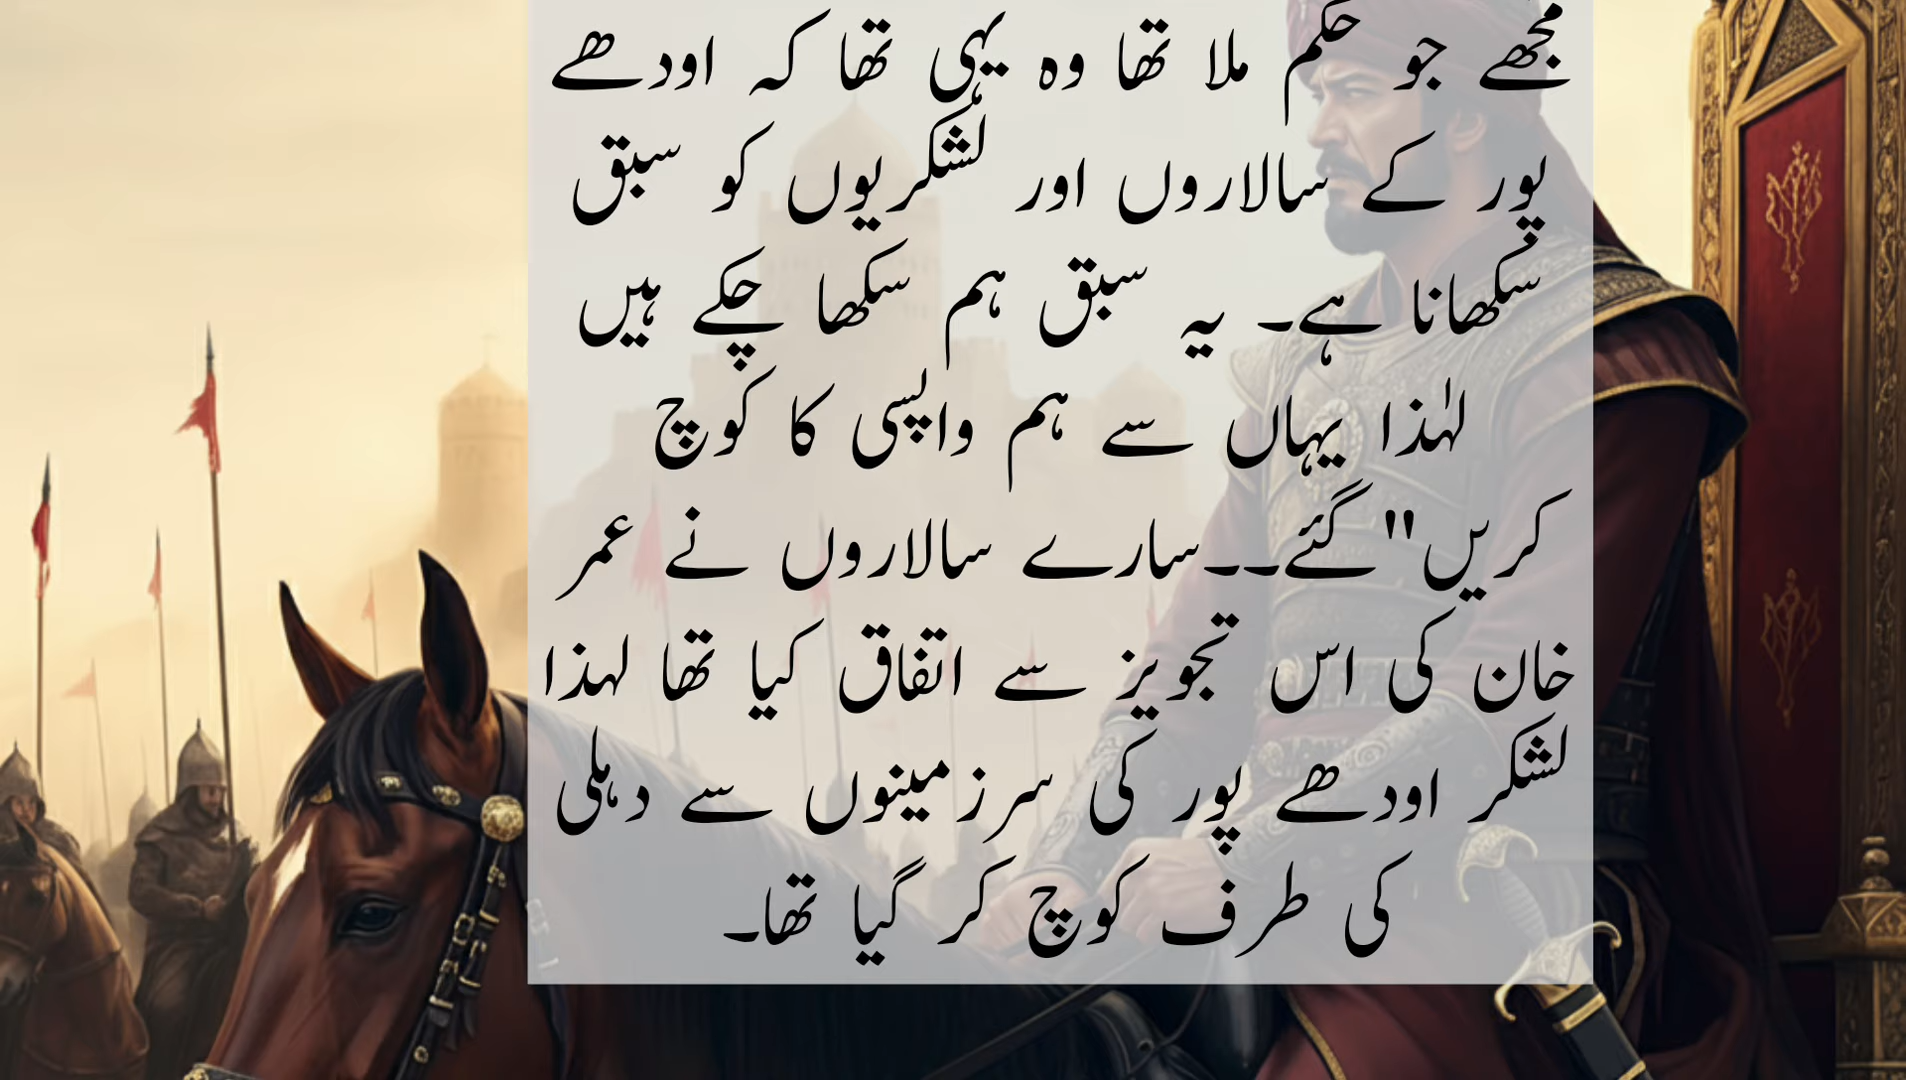 مجھے جو حکم ملا تھا وہ یہی تھا کہ اودھے
پور کے سالاروں اور لشکریوں کو سبق
سکھانا ہے۔ یہ سبق ہم سکھا چکے ہیں
لہٰذا یہاں سے ہم واپسی کا کوچ
کریں"گئے۔۔سارے سالاروں نے عمر
خان کی اس تجویز سے اتفاق کیا تھا لہذا
لشکر اودھے پور کی سرزمینوں سے دہلی
کی طرف کوچ کر گیا تھا۔